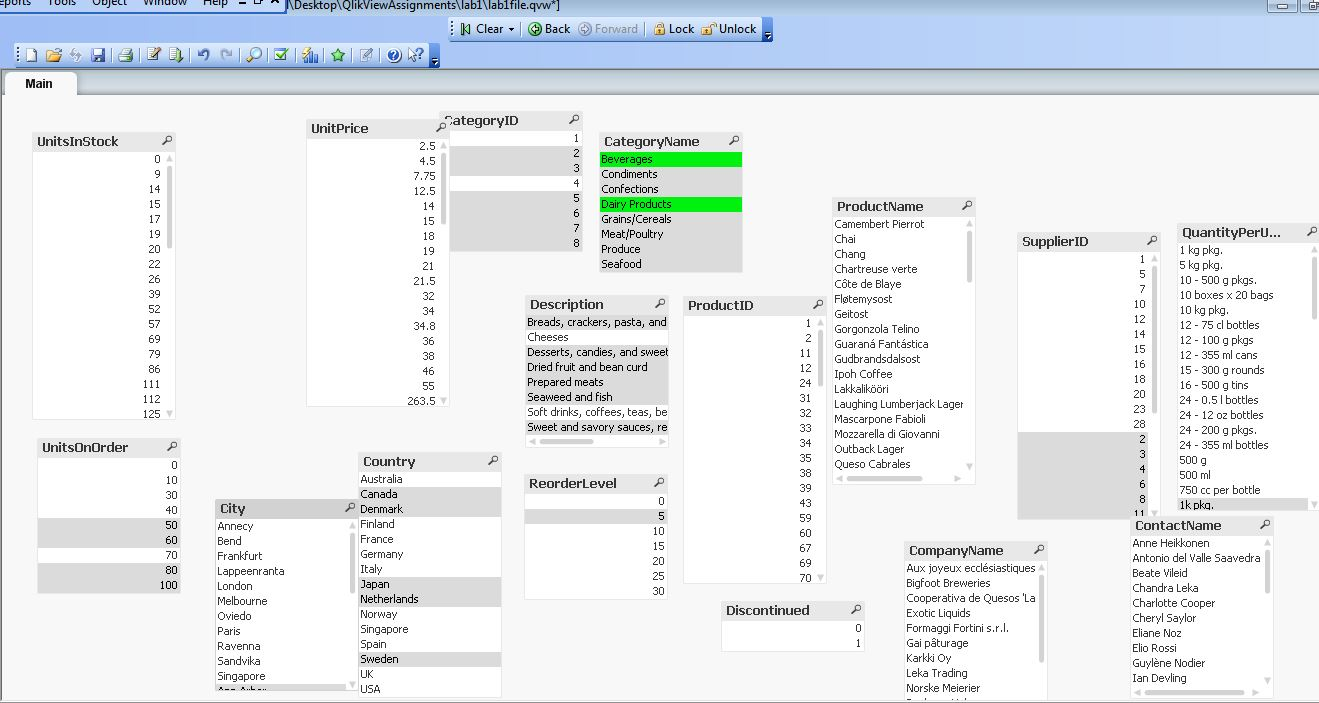 eports Tools Object Window Help \Desktop\QlikViewAssignments\lab1\lab1file.qvw*]
Clear Back Forward Lock Unlock
Main
UnitsInStock
0
9
14
15
17
19
20
22
26
39
52
57
69
79
86
111
112
125
UnitPrice
2.5
4.5
7.75
12.5
14
15
18
19
21
21.5
32
34
34.8
36
38
46
55
263.5
CategoryID
1
2
3
4
5
6
7
8
CategoryName
Beverages
Condiments
Confections
Dairy Products
Grains/Cereals
Meat/Poultry
Produce
Seafood
Description
Breads, crackers, pasta, and
Cheeses
Desserts, candies, and sweet
Dried fruit and bean curd
Prepared meats
Seaweed and fish
Soft drinks, coffees, teas, be
Sweet and savory sauces, re
ProductID
1
2
11
12
24
31
32
33
34
35
38
39
43
59
60
67
69
70
ProductName
Camembert Pierrot
Chai
Chang
Chartreuse verte
Côte de Blaye
Fløtemysost
Geitost
Gorgonzola Telino
Guaraná Fantástica
Gudbrandsdalsost
Ipoh Coffee
Lakkalikööri
Laughing Lumberjack Lager
Mascarpone Fabioli
Mozzarella di Giovanni
Outback Lager
Queso Cabrales
SupplierID
1
5
7
10
12
14
15
16
18
20
23
28
2
3
4
6
8
11
QuantityPerU...
1 kg pkg.
5 kg pkg.
10 - 500 g pkgs.
10 boxes x 20 bags
10 kg pkg.
12 - 75 cl bottles
12 - 100 g pkgs
12 - 355 ml cans
15 - 300 g rounds
16 - 500 g tins
24 - 0.5 l bottles
24 - 12 oz bottles
24 - 200 g pkgs.
24 - 355 ml bottles
500 g
500 ml
750 cc per bottle
1k pkg.
UnitsOnOrder
0
10
30
40
50
60
70
80
100
City
Annecy
Bend
Frankfurt
Lappeenranta
London
Melbourne
Oviedo
Paris
Ravenna
Sandvika
Singapore
Ann Arbor
Country
Australia
Canada
Denmark
Finland
France
Germany
Italy
Japan
Netherlands
Norway
Singapore
Spain
Sweden
UK
USA
ReorderLevel
0
5
10
15
20
25
30
Discontinued
0
1
CompanyName
Aux joyeux ecclésiastiques
Bigfoot Breweries
Cooperativa de Quesos 'La
Exotic Liquids
Formaggi Fortini s.r.l.
Gai pâturage
Karkki Oy
Leka Trading
Norske Meierier
ContactName
Anne Heikkonen
Antonio del Valle Saavedra
Beate Vileid
Chandra Leka
Charlotte Cooper
Cheryl Saylor
Eliane Noz
Elio Rossi
Guylène Nodier
Ian Devling